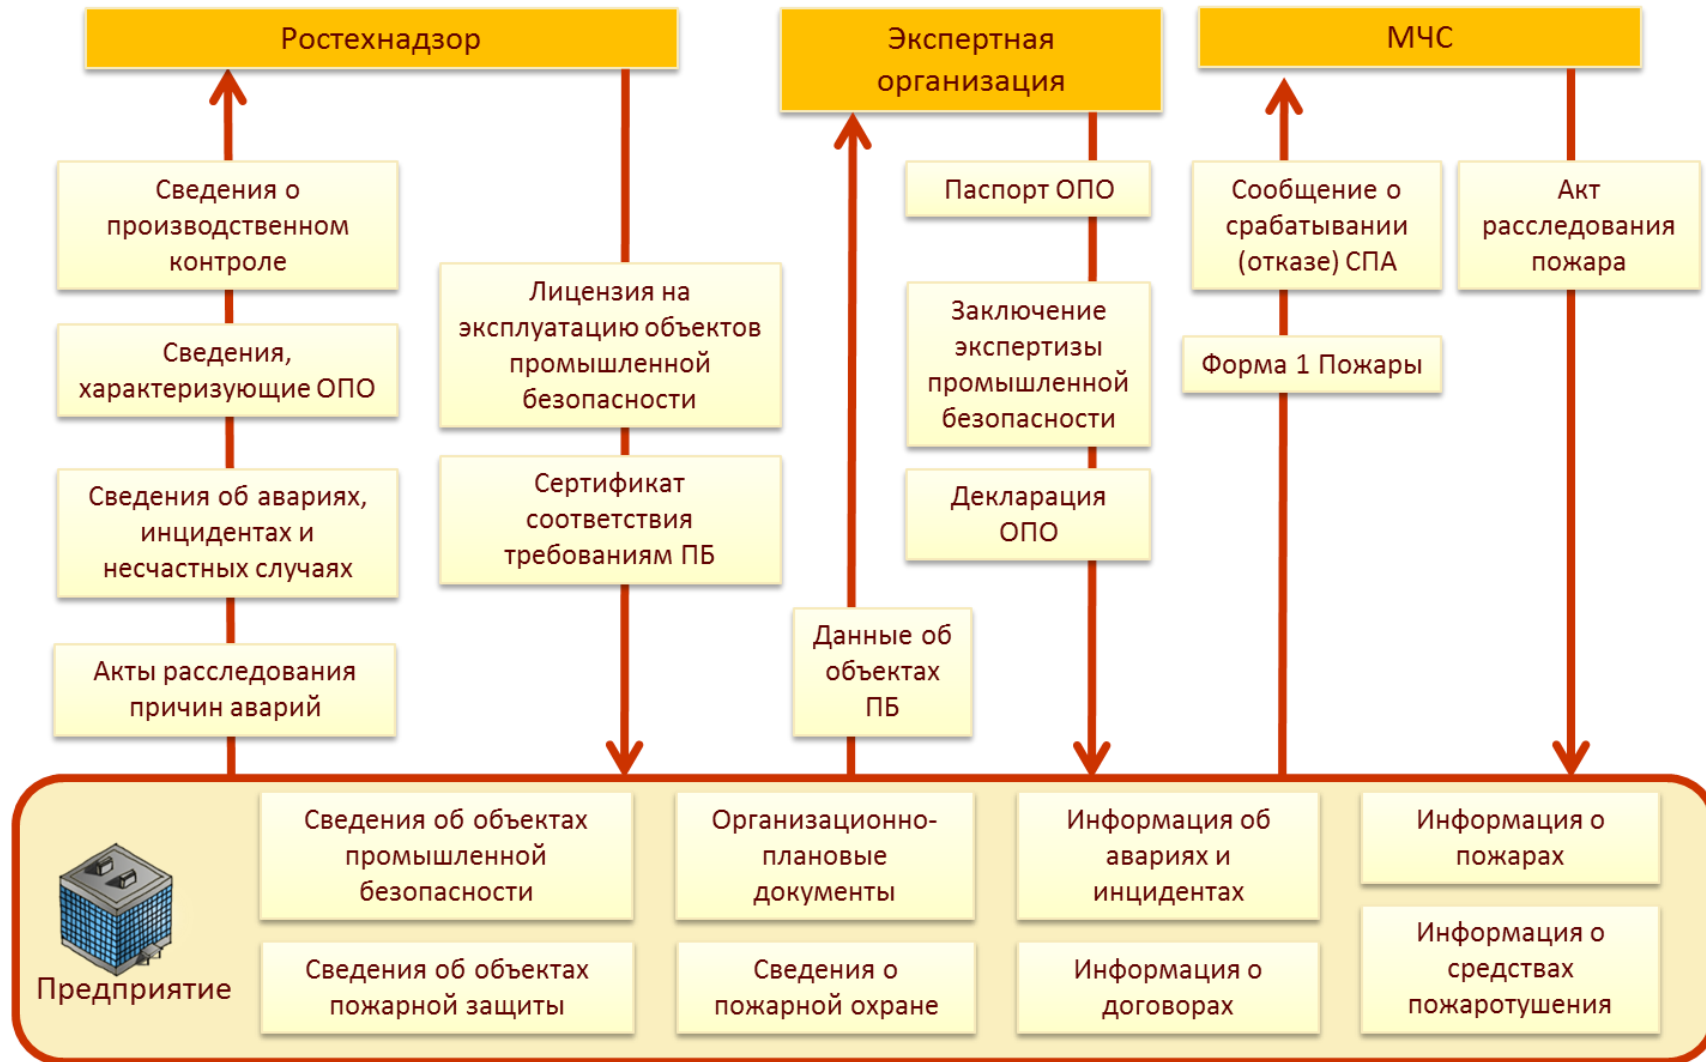 Ростехнадзор
Экспертная
организация
МЧС
Сведения о
производственном
контроле
Сведения,
характеризующие ОПО
Сведения об авариях,
инцидентах и
несчастных случаях
Акты расследования
причин аварий
Лицензия на
эксплуатацию объектов
промышленной
безопасности
Сертификат
соответствия
требованиям ПБ
Данные об
объектах
ПБ
Паспорт ОПО
Заключение
экспертизы
промышленной
безопасности
Декларация
ОПО
Сообщение о
срабатывании
(отказе) СПА
Форма 1 Пожары
Акт
расследования
пожара
Предприятие
Сведения об объектах
промышленной
безопасности
Организационно-
плановые
документы
Информация об
авариях и
инцидентах
Информация о
пожарах
Сведения об объектах
пожарной защиты
Сведения о
пожарной охране
Информация о
договорах
Информация о
средствах
пожаротушения